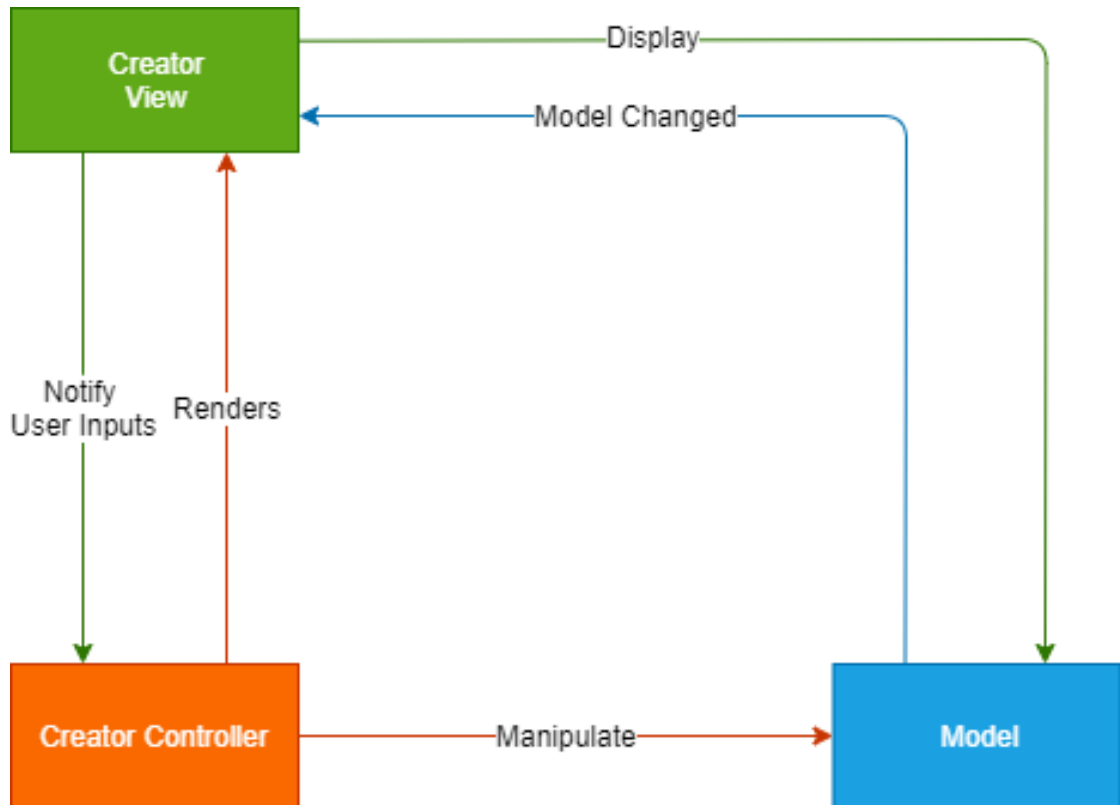 Creator
View
Display
Model Changed
Notify
User Inputs
Renders
Creator Controller
Manipulate
Model